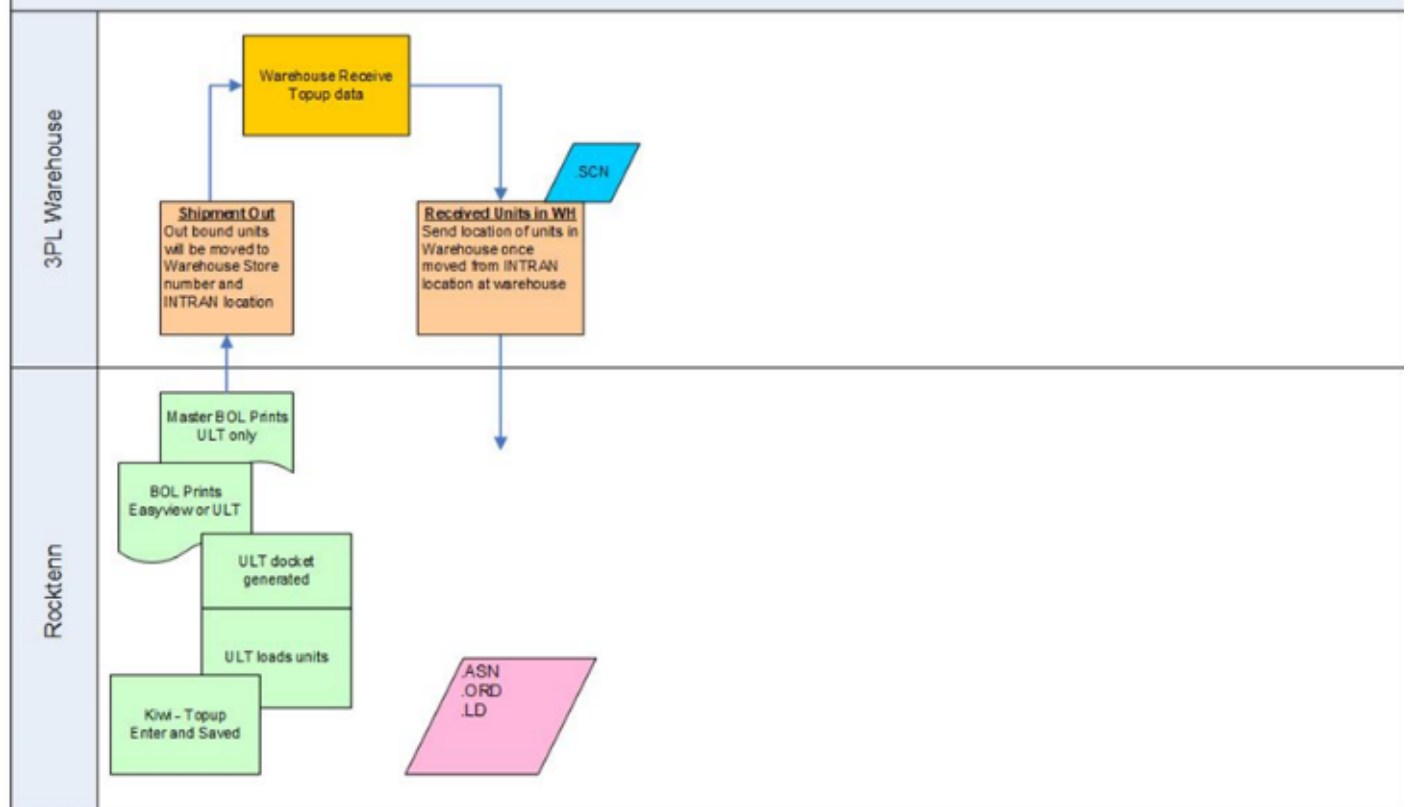 3PL Warehouse
Warehouse Receive
Topup data
.SCN
Shipment Out
Out bound units
will be moved to
Warehouse Store
number and
INTRAN location
Received Units in WH
Send location of units in
Warehouse once
moved from INTRAN
location at warehouse
Rocktenn
Master BOL Prints
ULT only
BOL Prints
Easyview or ULT
ULT docket
generated
ULT loads units
Kiwi - Topup
Enter and Saved
.ASN
.ORD
.LD